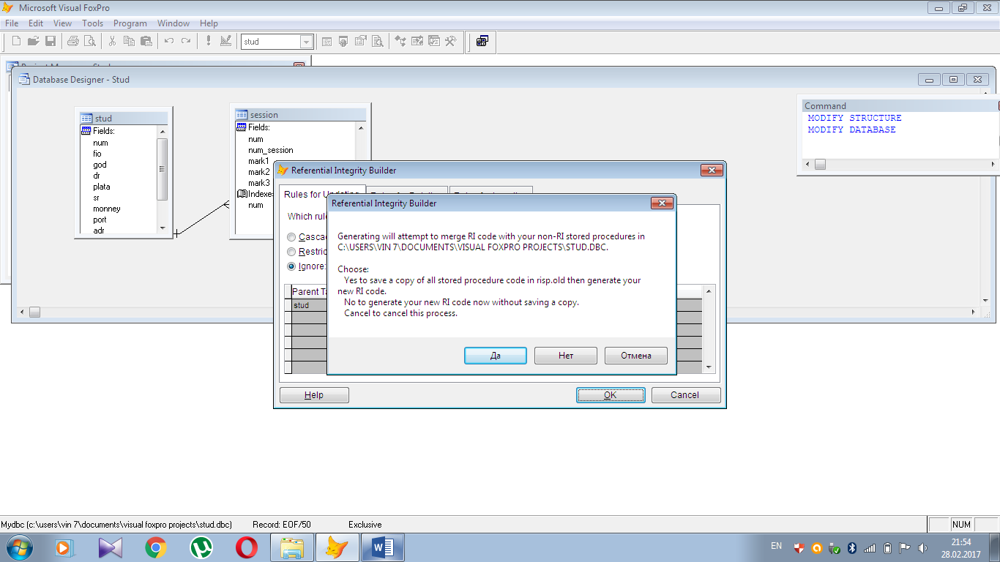 Microsoft Visual FoxPro
File Edit View Tools Program Window Help
stud
Database Designer - Stud
stud
Fields:
num
fio
god
dr
plata
sr
monney
port
adr
session
Fields:
num
num_session
mark1
mark2
mark3
Indexes
num
Command
MODIFY STRUCTURE
MODIFY DATABASE
Referential Integrity Builder
Rules for Updating
Which rule
Cascad
Restric
Ignore:
Parent Ta
stud
Referential Integrity Builder
Generating will attempt to merge RI code with your non-RI stored procedures in
C:\USERS\VIN 7\DOCUMENTS\VISUAL FOXPRO PROJECTS\STUD.DBC.
Choose:
Yes to save a copy of all stored procedure code in risp.old then generate your
new RI code.
No to generate your new RI code now without saving a copy.
Cancel to cancel this process.
Да Нет Отмена
Help OK Cancel
Mydbc (c:\users\vin 7\documents\visual foxpro projects\stud.dbc) Record: EOF/50 Exclusive NUM
EN 21:54
28.02.2017